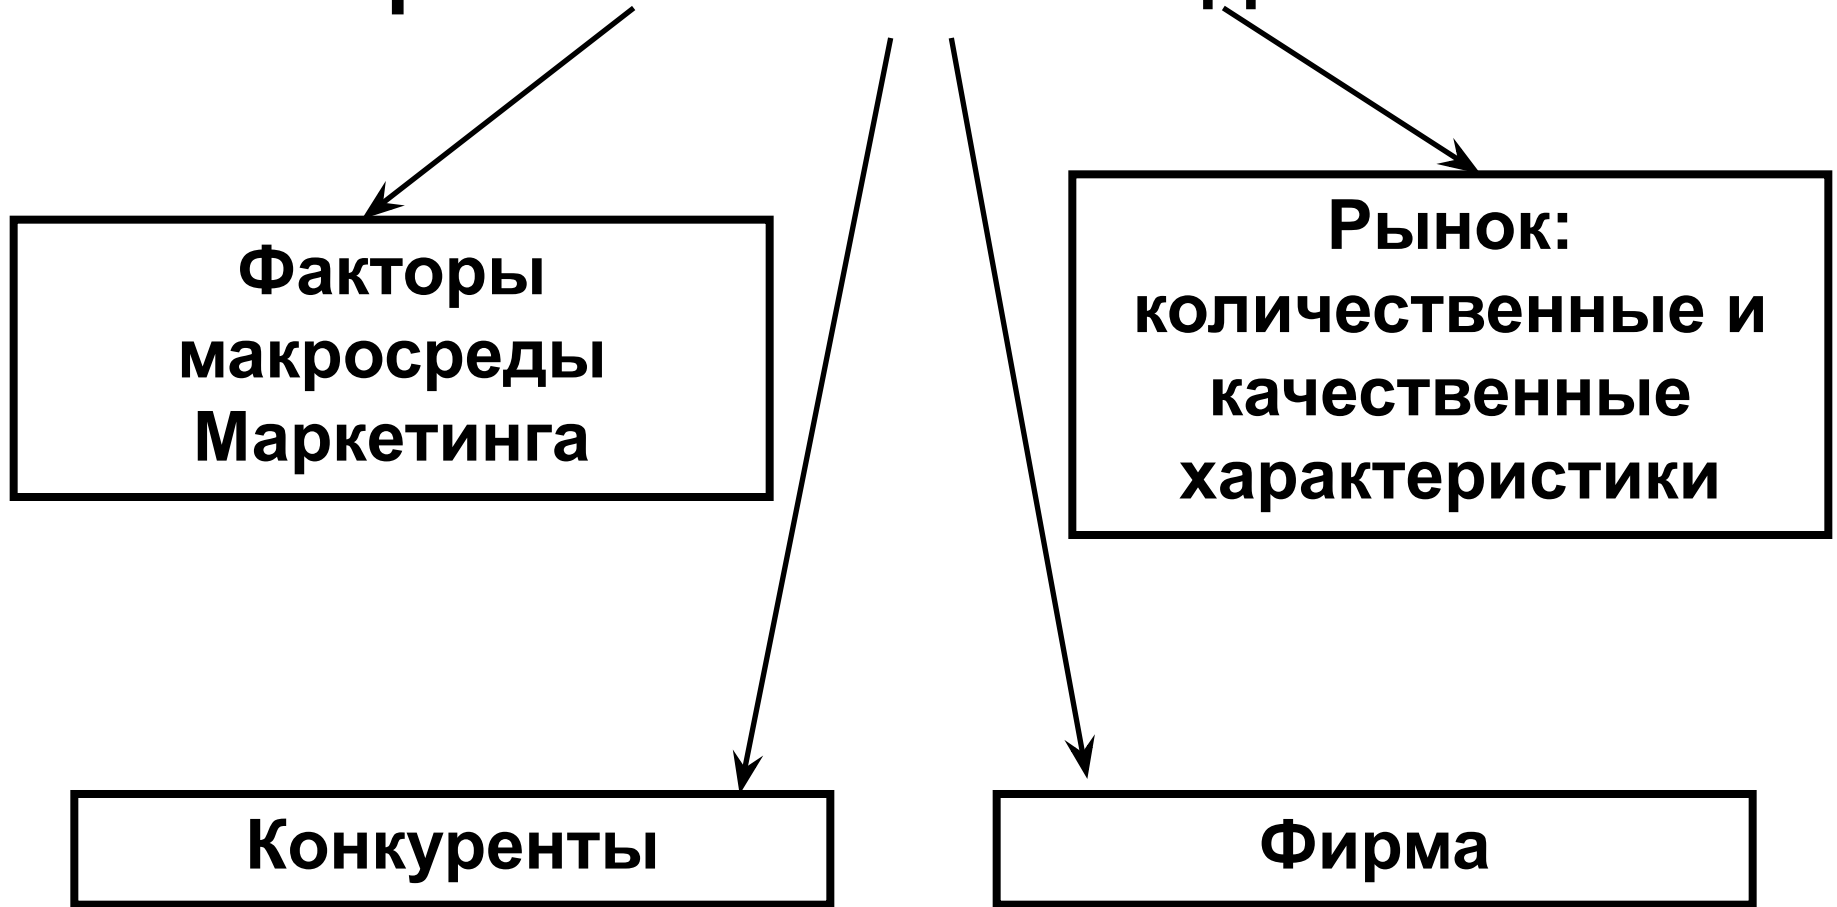 Факторы
макросреды
Маркетинга
Рынок:
количественные и
качественные
характеристики
Конкуренты
Фирма